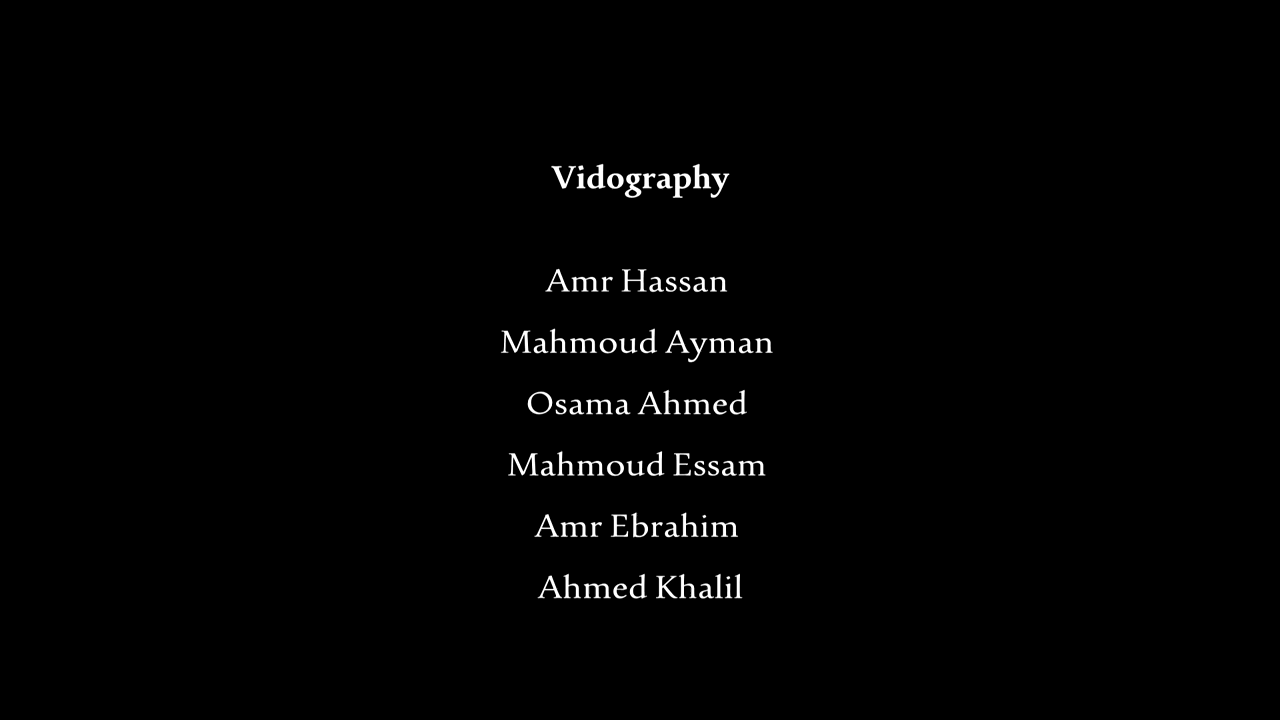 Vidography
Amr Hassan
Mahmoud Ayman
Osama Ahmed
Mahmoud Essam
Amr Ebrahim
Ahmed Khalil